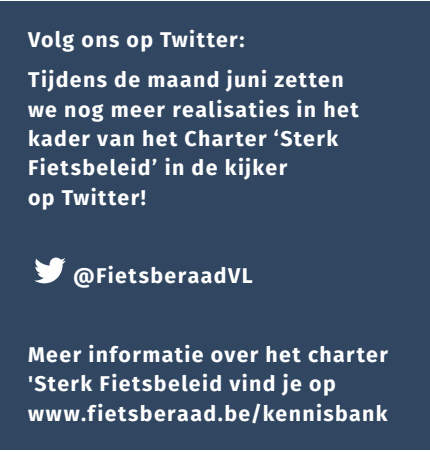 Volg ons op Twitter:
Tijdens de maand juni zetten
we nog meer realisaties in het
kader van het Charter ‘Sterk
Fietsbeleid’ in de kijker
op Twitter!
@FietsberaadVL
Meer informatie over het charter
'Sterk Fietsbeleid vind je op
www.fietsberaad.be/kennisbank